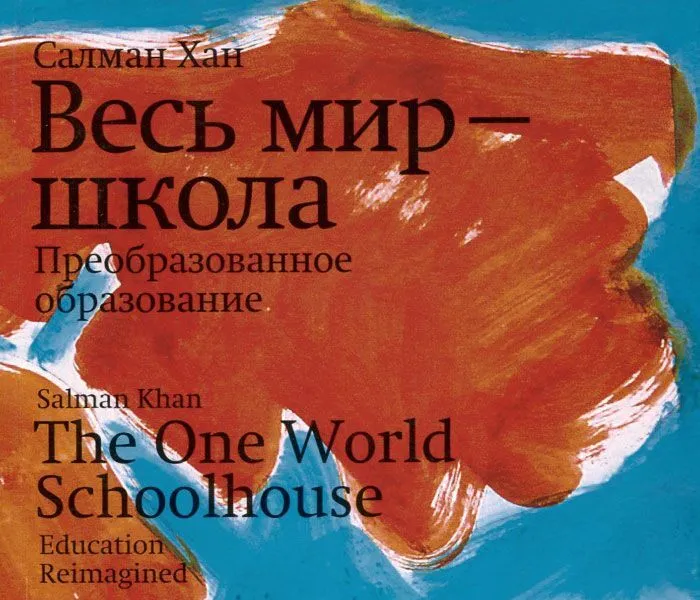 Салман Хан
Весь мир —
школа
Преобразованное
образование
Salman Khan
The One World
Schoolhouse
Education
Reimagined